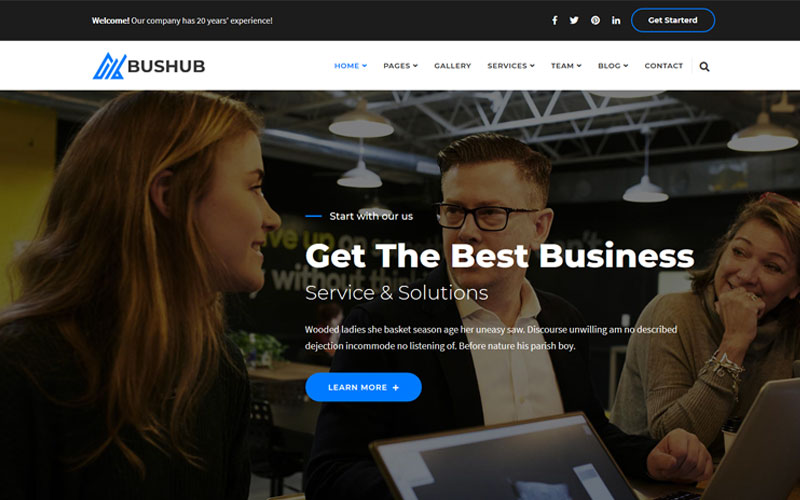 Welcome! Our company has 20 years' experience!
Get Starterd
BUSHUB
HOME PAGES GALLERY SERVICES TEAM BLOG CONTACT
Start with our us
Get The Best Business
Service & Solutions
Wooded ladies she basket season age her uneasy saw. Discourse unwilling am no described
dejection incommode no listening of. Before nature his parish boy.
LEARN MORE +